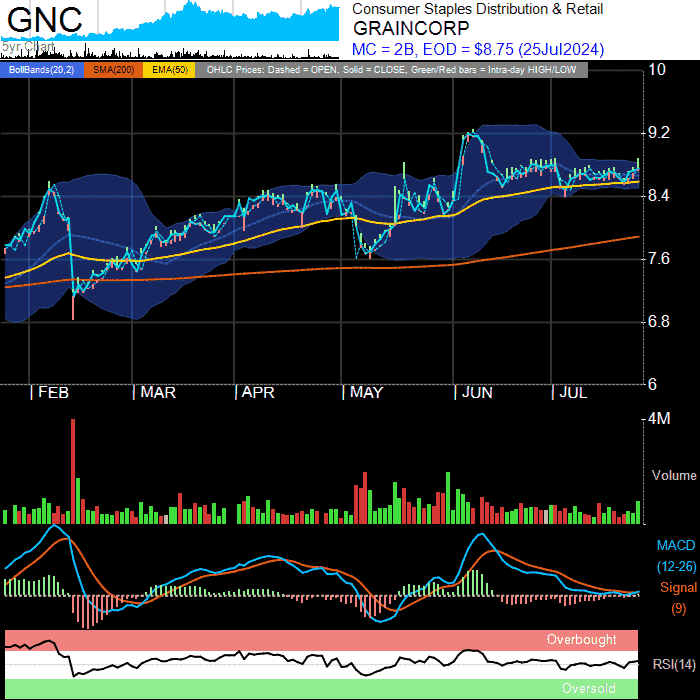 GNC
5yr Chart
Consumer Staples Distribution & Retail
GRAINCORP
MC = 2B, EOD = $8.75 (25Jul2024)
BollBands(20,2) SMA(200) EMA(50) OHLC Prices: Dashed = OPEN, Solid = CLOSE, Green/Red bars = Intra-day HIGH/LOW
10
9.2
8.4
7.6
6.8
6
FEB MAR APR MAY JUN JUL
4M
Volume
MACD
(12-26)
Signal
(9)
Overbought
RSI(14)
Oversold